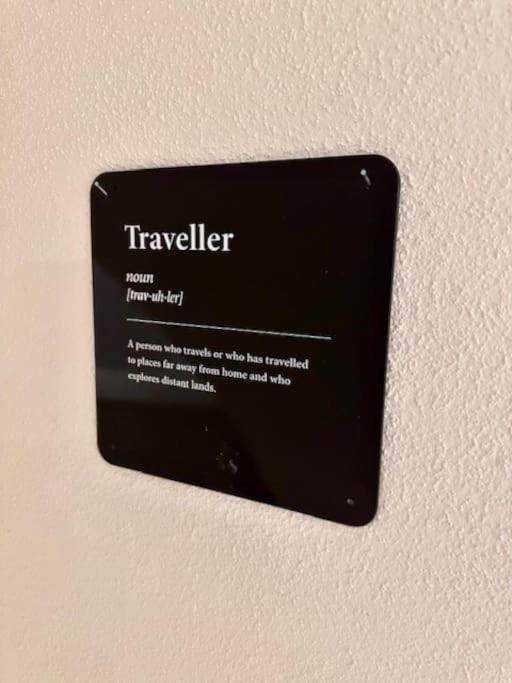 Traveller
noun
[trav-uh-ler]
A person who travels or who has travelled
to places far away from home and who
explores distant lands.